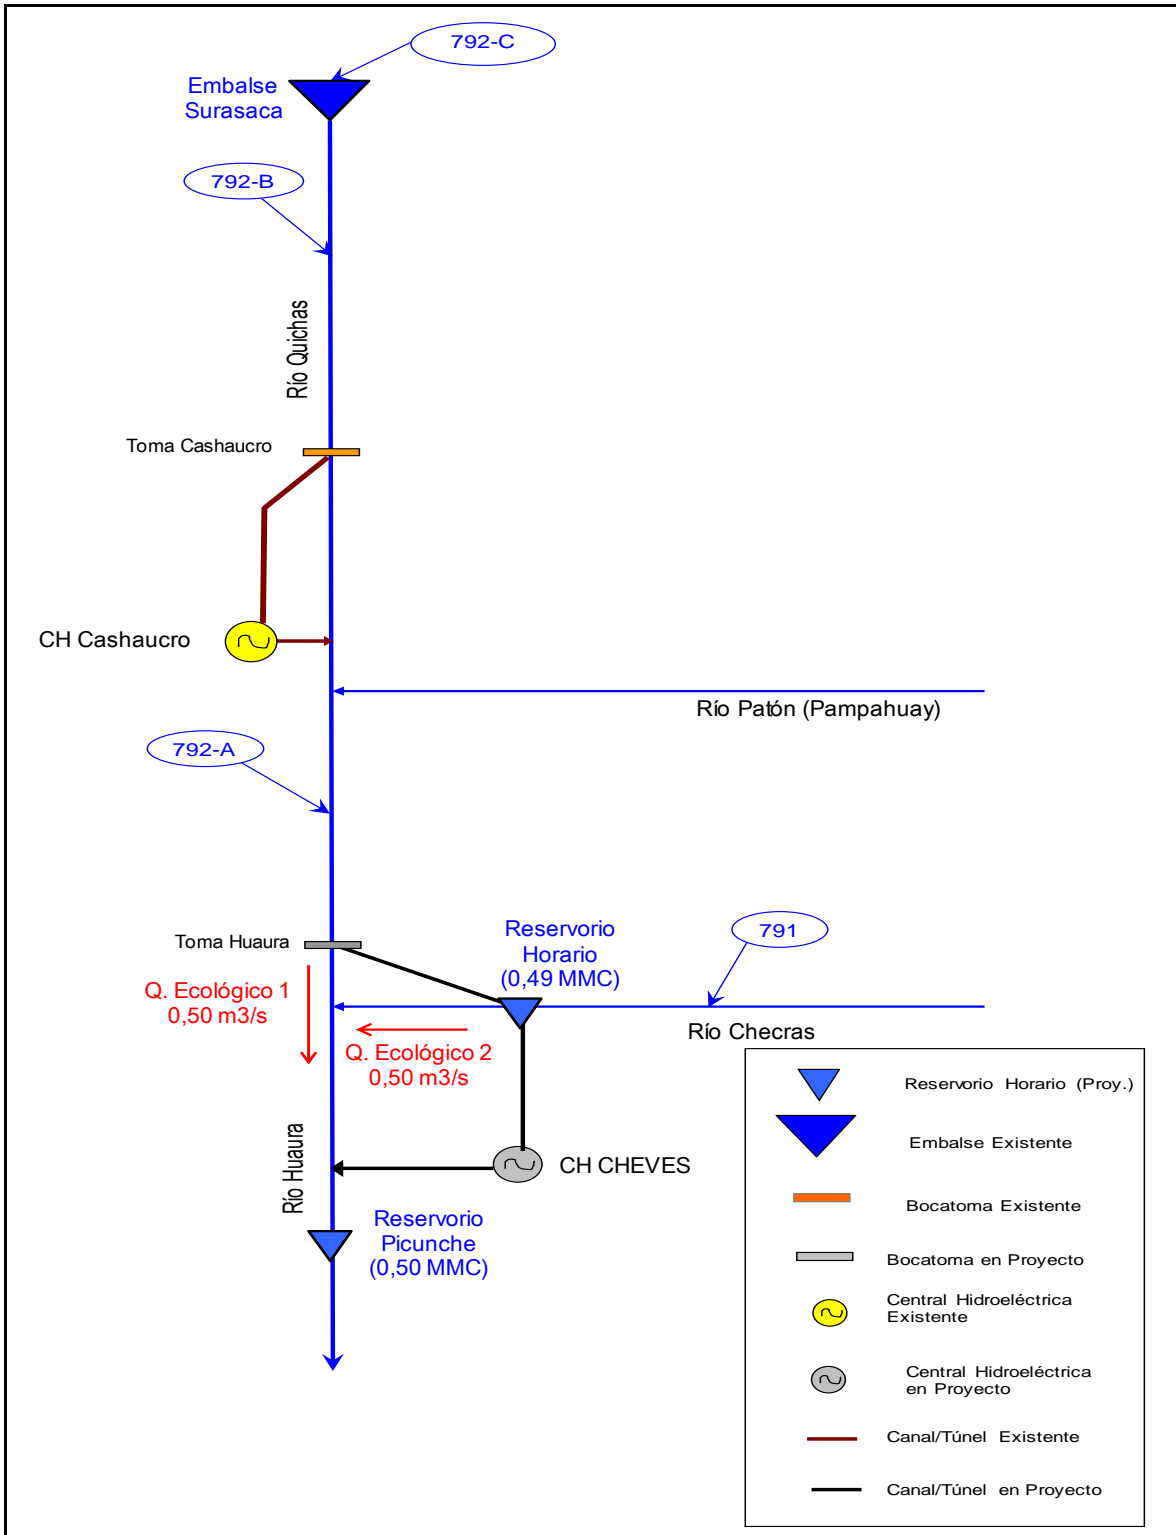 792-C
Embalse
Surasaca
792-B
Río Quichas
Toma Cashaucro
CH Cashaucro
Río Patón (Pampahuay)
792-A
Toma Huaura
Reservorio
Horario
(0,49 MMC)
791
Q. Ecológico 1
0,50 m3/s
Río Checras
Q. Ecológico 2
0,50 m3/s
Río Huaura
CH CHEVES
Reservorio
Picunche
(0,50 MMC)
Reservorio Horario (Proy.)
Embalse Existente
Bocatoma Existente
Bocatoma en Proyecto
Central Hidroeléctrica
Existente
Central Hidroeléctrica
en Proyecto
Canal/Túnel Existente
Canal/Túnel en Proyecto